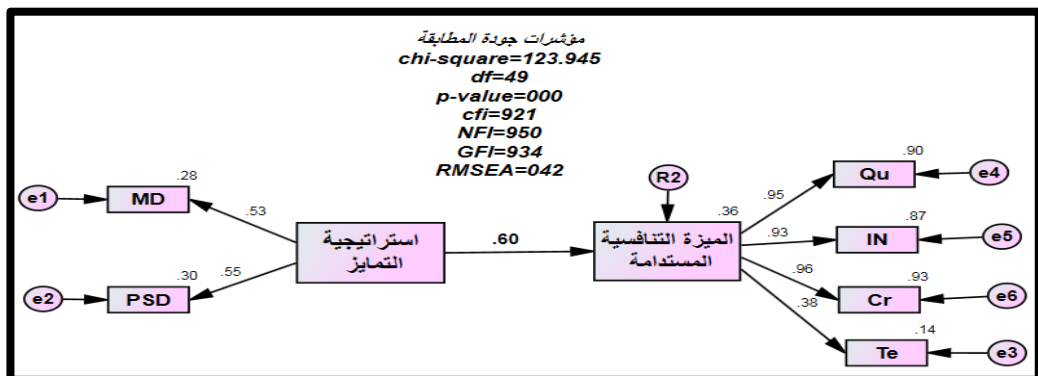 مؤشرات جودة المطابقة
chi-square=123.945
df=49
p-value=000
cfi=921
NFI=950
GFI=934
RMSEA=042
e1
MD
.28
.53
e2
PSD
.30
.55
استراتيجية
التمايز
.60
R2
.36
الميزة التنافسية
المستدامة
.95
.90
Qu
e4
.93
.87
IN
e5
.96
.93
Cr
e6
.38
.14
Te
e3